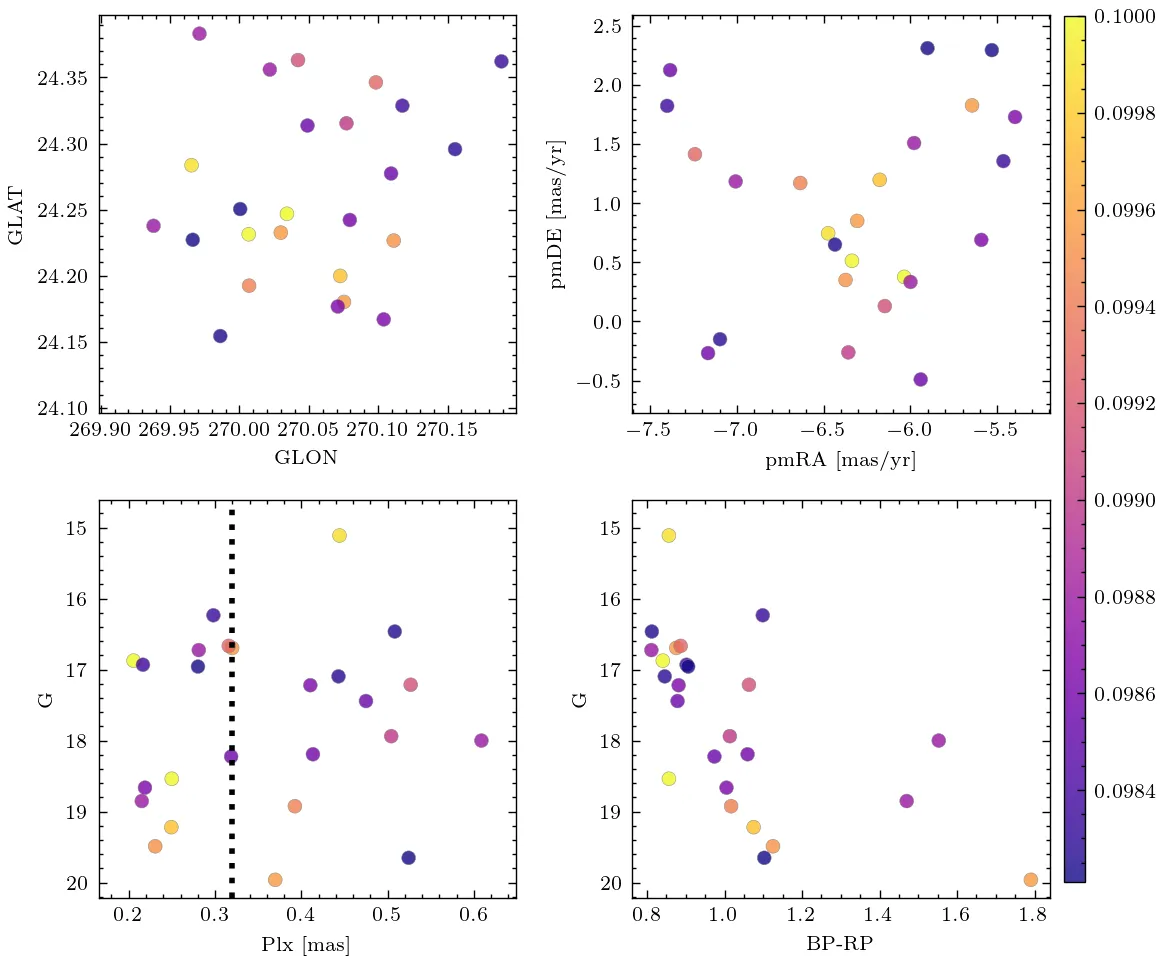 24.35
24.30
24.25
24.20
24.15
24.10
GLAT
269.90 269.95 270.00 270.05 270.10 270.15
GLON
2.5
2.0
1.5
1.0
0.5
0.0
−0.5
pmDE [mas/yr]
−7.5 −7.0 −6.5 −6.0 −5.5
pmRA [mas/yr]
15
16
17
18
19
20
G
0.2 0.3 0.4 0.5 0.6
Plx [mas]
15
16
17
18
19
20
G
0.8 1.0 1.2 1.4 1.6 1.8
BP-RP
0.1000
0.0998
0.0996
0.0994
0.0992
0.0990
0.0988
0.0986
0.0984